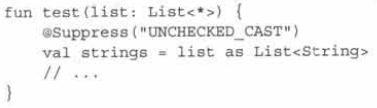 fun test(list: List<*>) {
    @Suppress("UNCHECKED_CAST")
    val strings = list as List<String>
    // ...
}